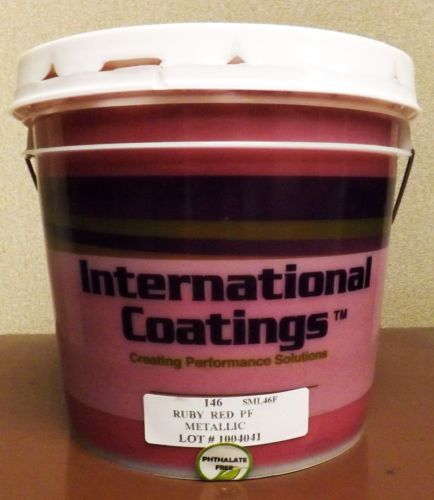 International
Coatings™
Creating Performance Solutions
146 SML46F
RUBY RED PF
METALLIC
LOT # 1004041
PHTHALATE
FREE